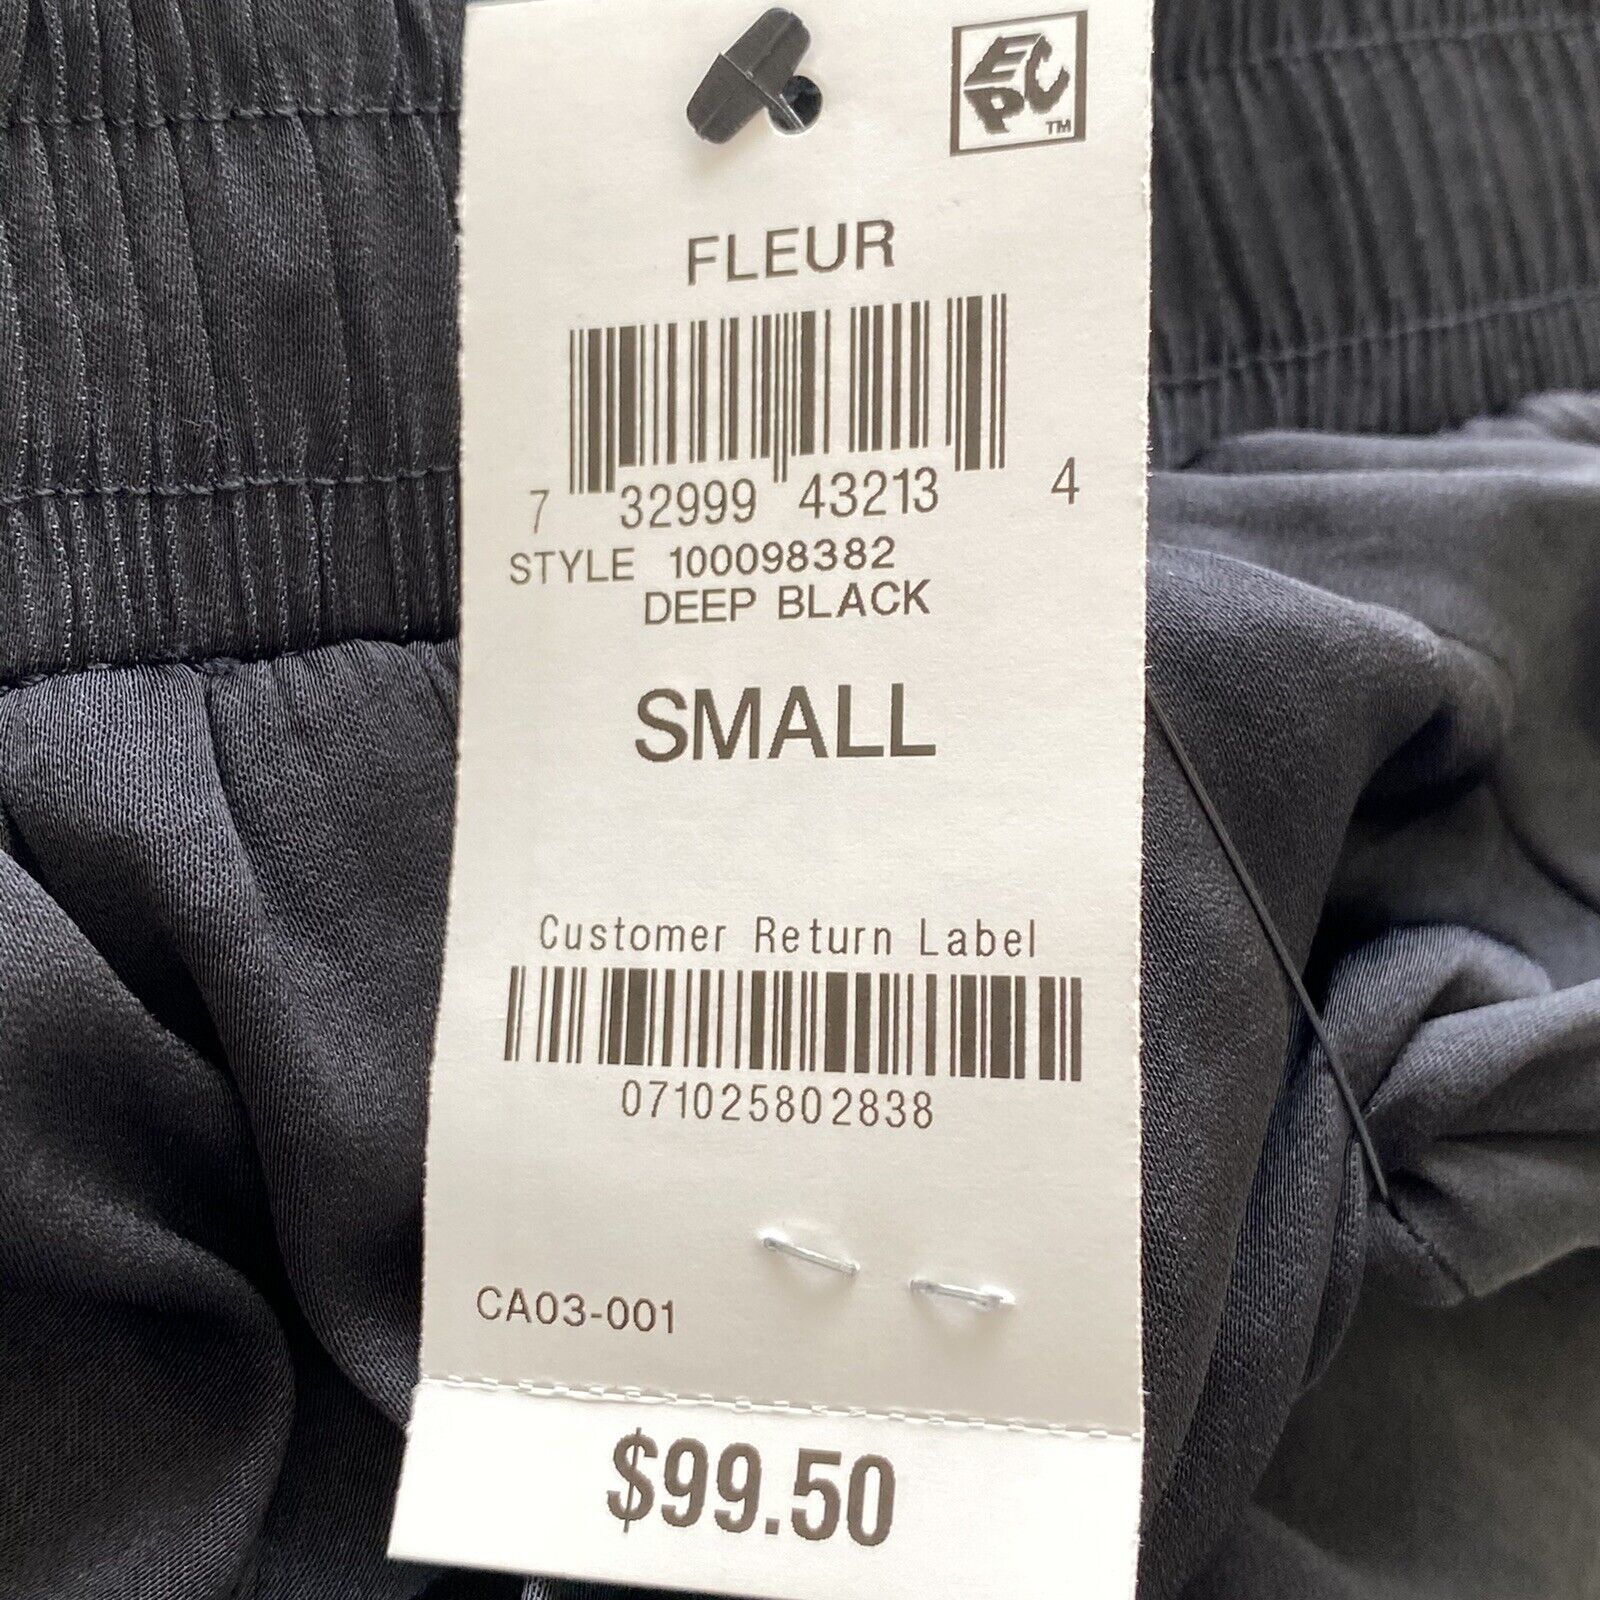 EPC
TM
FLEUR
7 32999 43213 4
STYLE 100098382
DEEP BLACK
SMALL
Customer Return Label
071025802838
CA03-001
$99.50